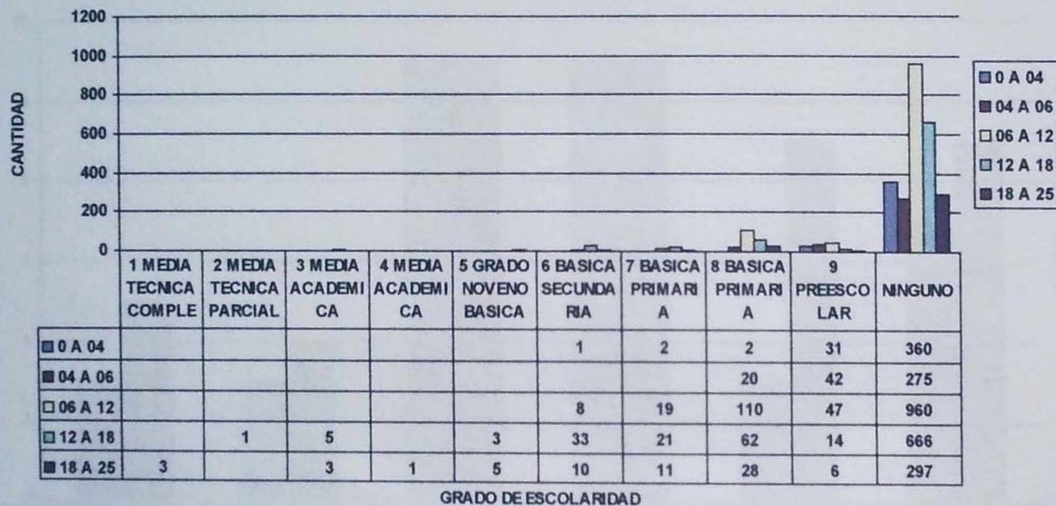 1200
1000
800
600
400
200
0
CANTIDAD
0 A 04
04 A 06
06 A 12
12 A 18
18 A 25
1 MEDIA TECNICA COMPLE
2 MEDIA TECNICA PARCIAL
3 MEDIA ACADEMI CA
4 MEDIA ACADEMI CA
5 GRADO NOVENO BASICA
6 BASICA SECUNDA RIA
7 BASICA PRIMARI A
8 BASICA PRIMARI A
9 PREESCO LAR
NINGUNO
0 A 04 1 2 2 31 360
04 A 06 20 42 275
06 A 12 8 19 110 47 960
12 A 18 1 5 3 33 21 62 14 666
18 A 25 3 3 1 5 10 11 28 6 297
GRADO DE ESCOLARIDAD